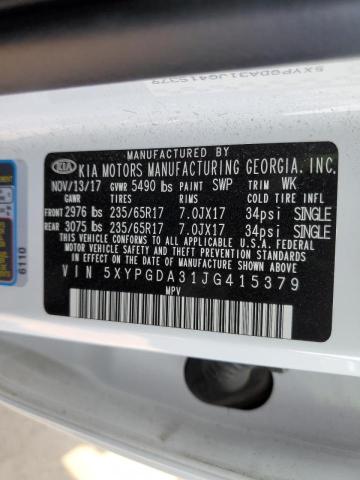 5XYPGDA31JG415379
MANUFACTURED BY
KIA KIA MOTORS MANUFACTURING GEORGIA, INC.
NOV/13/17 GVWR 5490 lbs PAINT SWP TRIM WK
GAWR TIRES RIMS COLD TIRE INFL
FRONT 2976 lbs 235/65R17 7.0JX17 34psi SINGLE
REAR 3075 lbs 235/65R17 7.0JX17 34psi SINGLE
THIS VEHICLE CONFORMS TO ALL APPLICABLE U.S.A. FEDERAL
MOTOR VEHICLE SAFETY AND THEFT PREVENTION STANDARDS
IN EFFECT ON THE DATE OF MANUFACTURE SHOWN ABOVE.
VIN 5XYPGDA31JG415379
MPV
6110